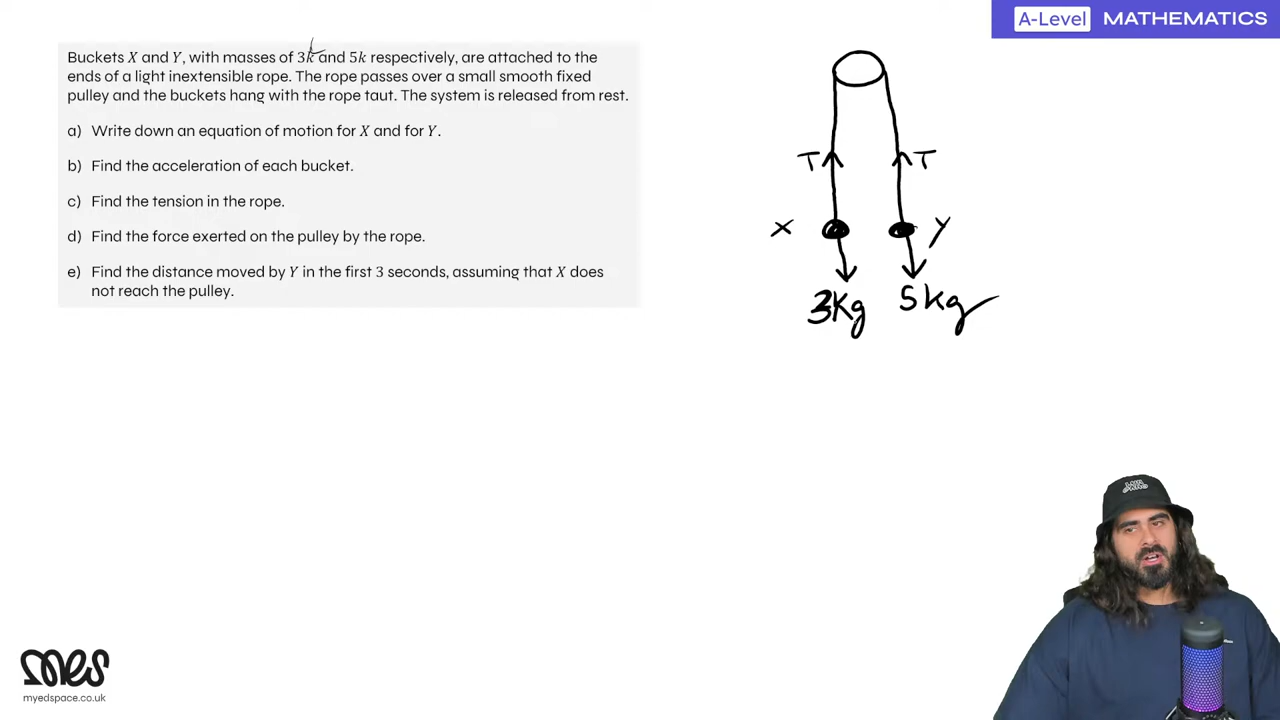 A-Level MATHEMATICS
Buckets X and Y, with masses of 3k and 5k respectively, are attached to the
ends of a light inextensible rope. The rope passes over a small smooth fixed
pulley and the buckets hang with the rope taut. The system is released from rest.
a) Write down an equation of motion for X and for Y.
b) Find the acceleration of each bucket.
c) Find the tension in the rope.
d) Find the force exerted on the pulley by the rope.
e) Find the distance moved by Y in the first 3 seconds, assuming that X does
not reach the pulley.
T T
X Y
3kg 5kg
mes
myedspace.co.uk